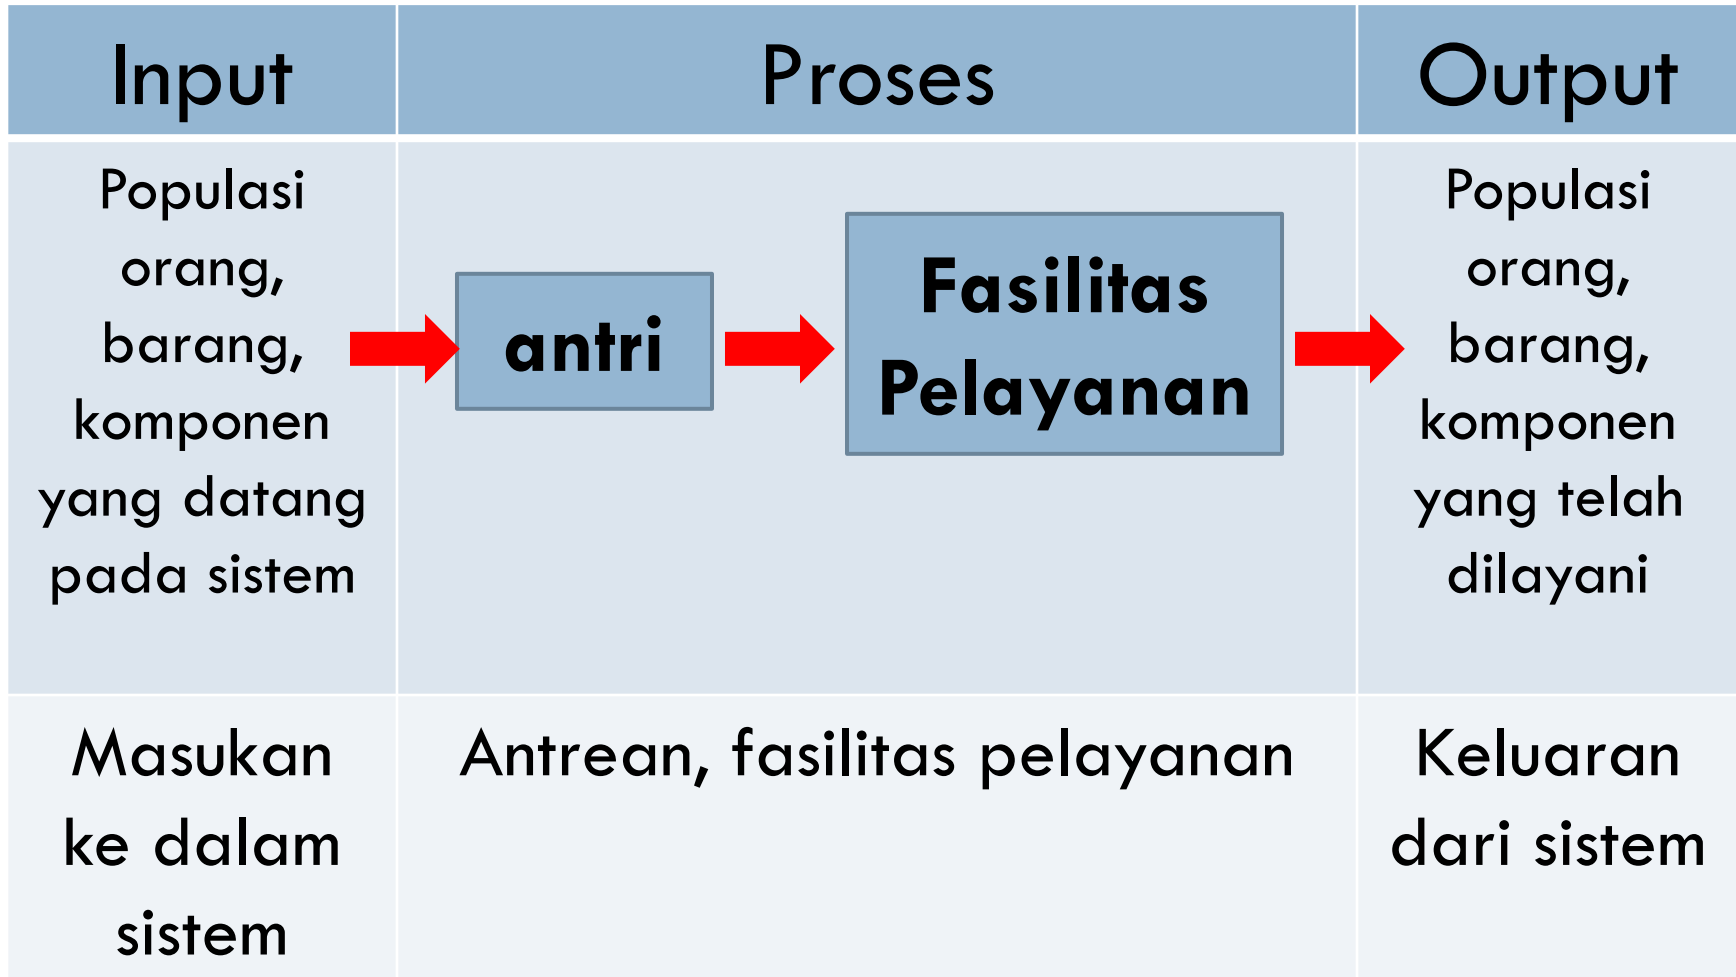 Input
Proses
Output
Populasi
orang,
barang,
komponen
yang datang
pada sistem
antri
Fasilitas
Pelayanan
Populasi
orang,
barang,
komponen
yang telah
dilayani
Masukan
ke dalam
sistem
Antrean, fasilitas pelayanan
Keluaran
dari sistem